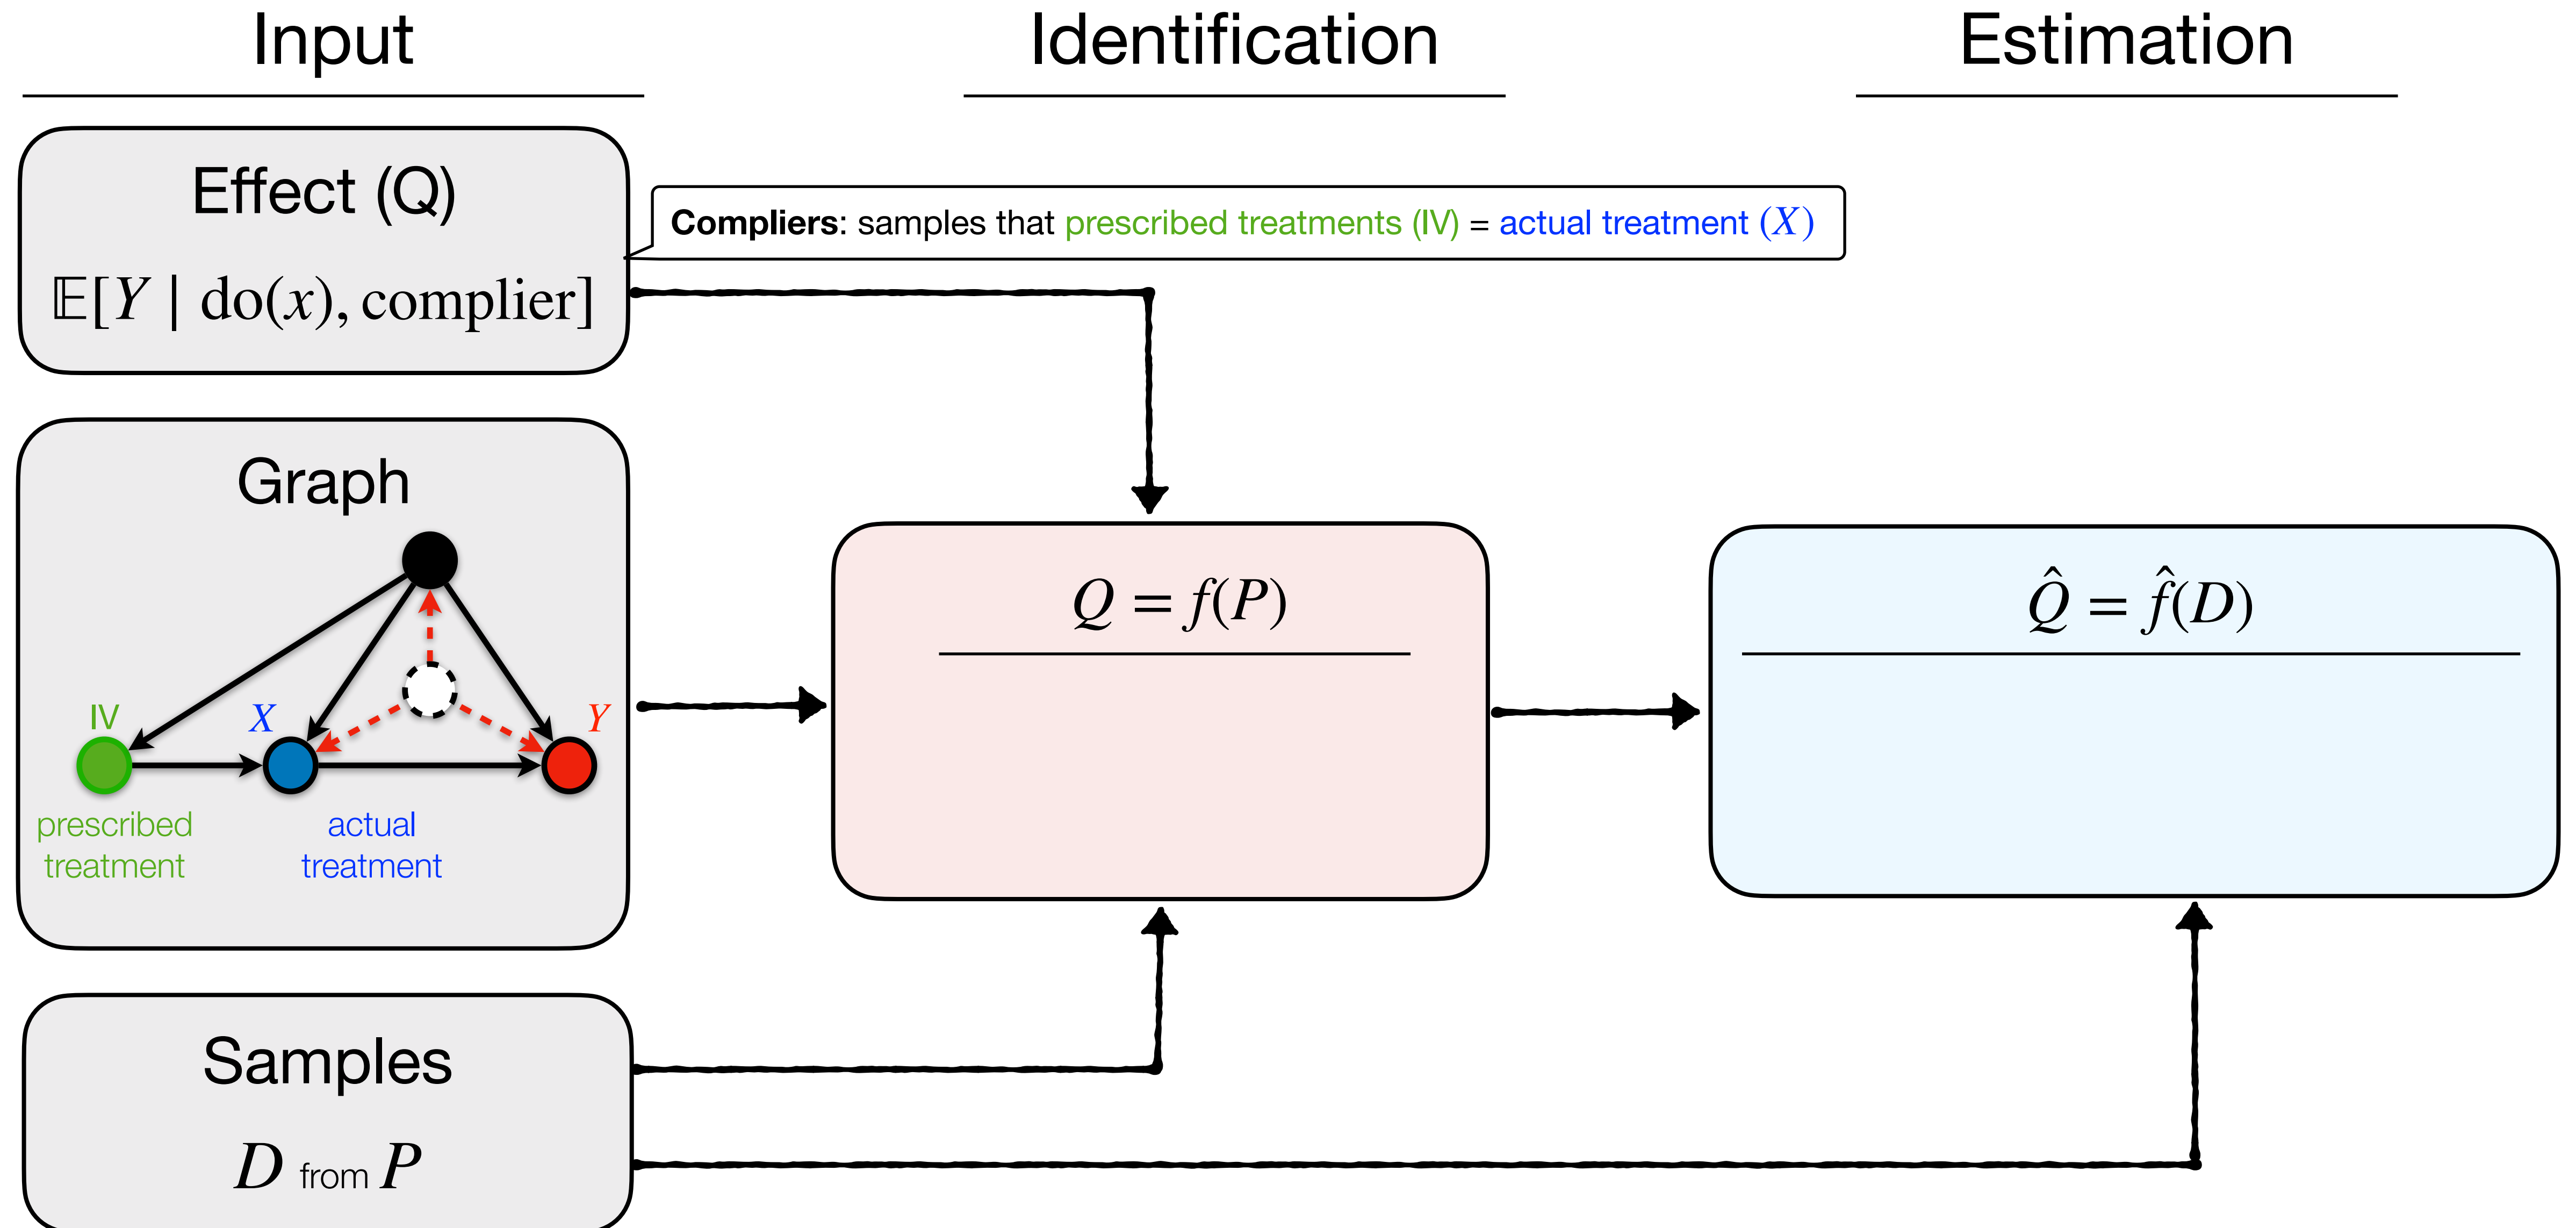 Input
Identification
Estimation
Effect (Q)
𝔼[Y | do(x), complier]
Compliers: samples that prescribed treatments (IV) = actual treatment (X)
Graph
IV
X
Y
prescribed
treatment
actual
treatment
Q = f(P)
Q̂ = f̂(D)
Samples
D from P